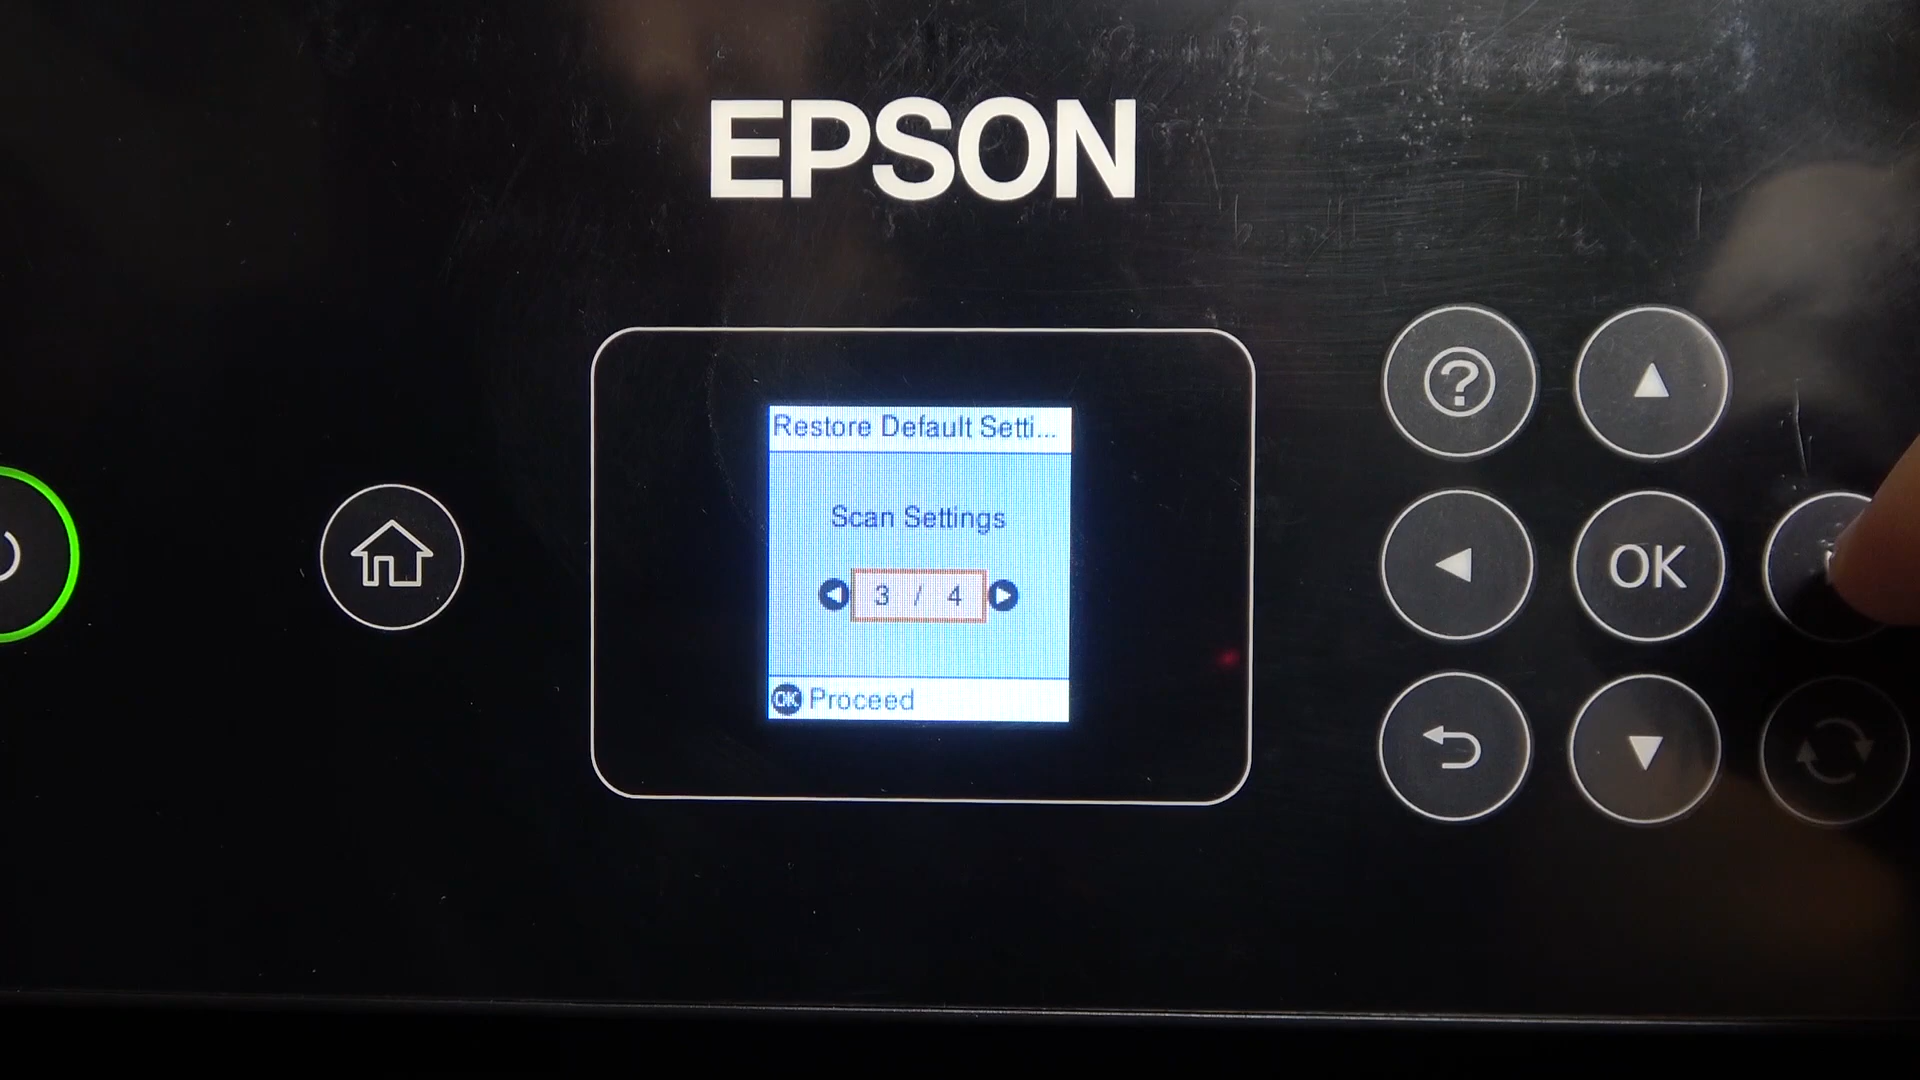 EPSON
Restore Default Setti...
Scan Settings
3 / 4
OK Proceed
?
OK